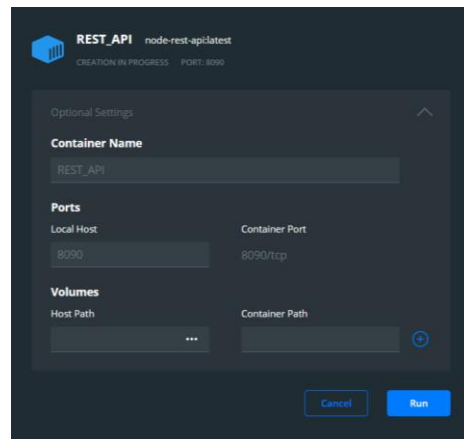 REST_API node-rest-api:latest
CREATION IN PROGRESS PORT: 8090
Optional Settings
Container Name
REST_API
Ports
Local Host Container Port
8090 8090/tcp
Volumes
Host Path Container Path
...
Cancel Run